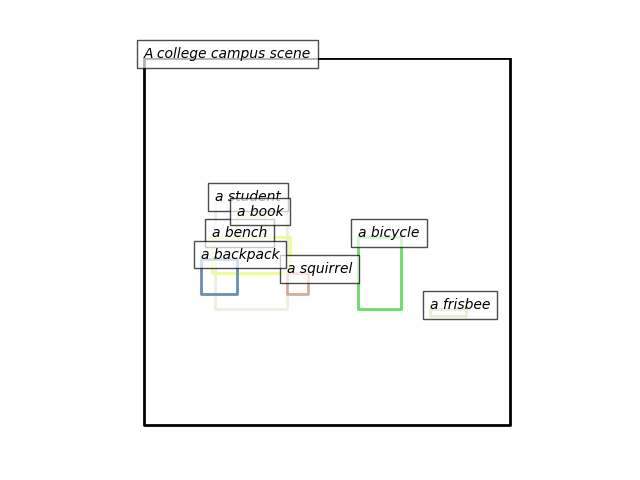 A college campus scene
a student
a book
a bench
a bicycle
a backpack
a squirrel
a frisbee